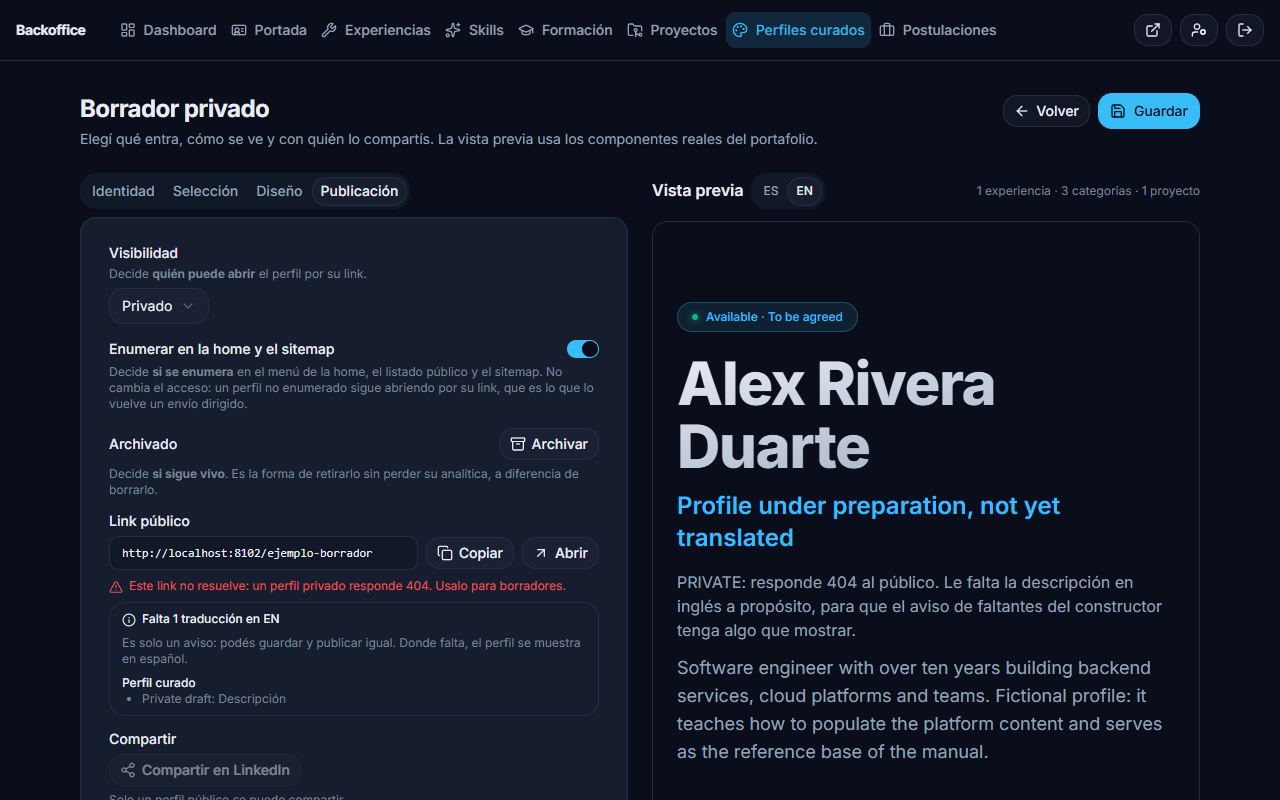 Backoffice
Dashboard
Portada
Experiencias
Skills
Formación
Proyectos
Perfiles curados
Postulaciones
Borrador privado
Elegí qué entra, cómo se ve y con quién lo compartís. La vista previa usa los componentes reales del portafolio.
Volver
Guardar
Identidad
Selección
Diseño
Publicación
Visibilidad
Decide quién puede abrir el perfil por su link.
Privado
Enumerar en la home y el sitemap
Decide si se enumera en el menú de la home, el listado público y el sitemap. No
cambia el acceso: un perfil no enumerado sigue abriendo por su link, que es lo que lo
vuelve un envío dirigido.
Archivado
Archivar
Decide si sigue vivo. Es la forma de retirarlo sin perder su analítica, a diferencia de
borrarlo.
Link público
http://localhost:8102/ejemplo-borrador
Copiar
Abrir
Este link no resuelve: un perfil privado responde 404. Usalo para borradores.
Falta 1 traducción en EN
Es solo un aviso: podés guardar y publicar igual. Donde falta, el perfil se muestra
en español.
Perfil curado
• Private draft: Descripción
Compartir
Compartir en LinkedIn
Solo un perfil público se puede compartir.
Vista previa
ES
EN
1 experiencia · 3 categorías · 1 proyecto
Available · To be agreed
Alex Rivera
Duarte
Profile under preparation, not yet
translated
PRIVATE: responde 404 al público. Le falta la descripción en
inglés a propósito, para que el aviso de faltantes del constructor
tenga algo que mostrar.
Software engineer with over ten years building backend
services, cloud platforms and teams. Fictional profile: it
teaches how to populate the platform content and serves
as the reference base of the manual.